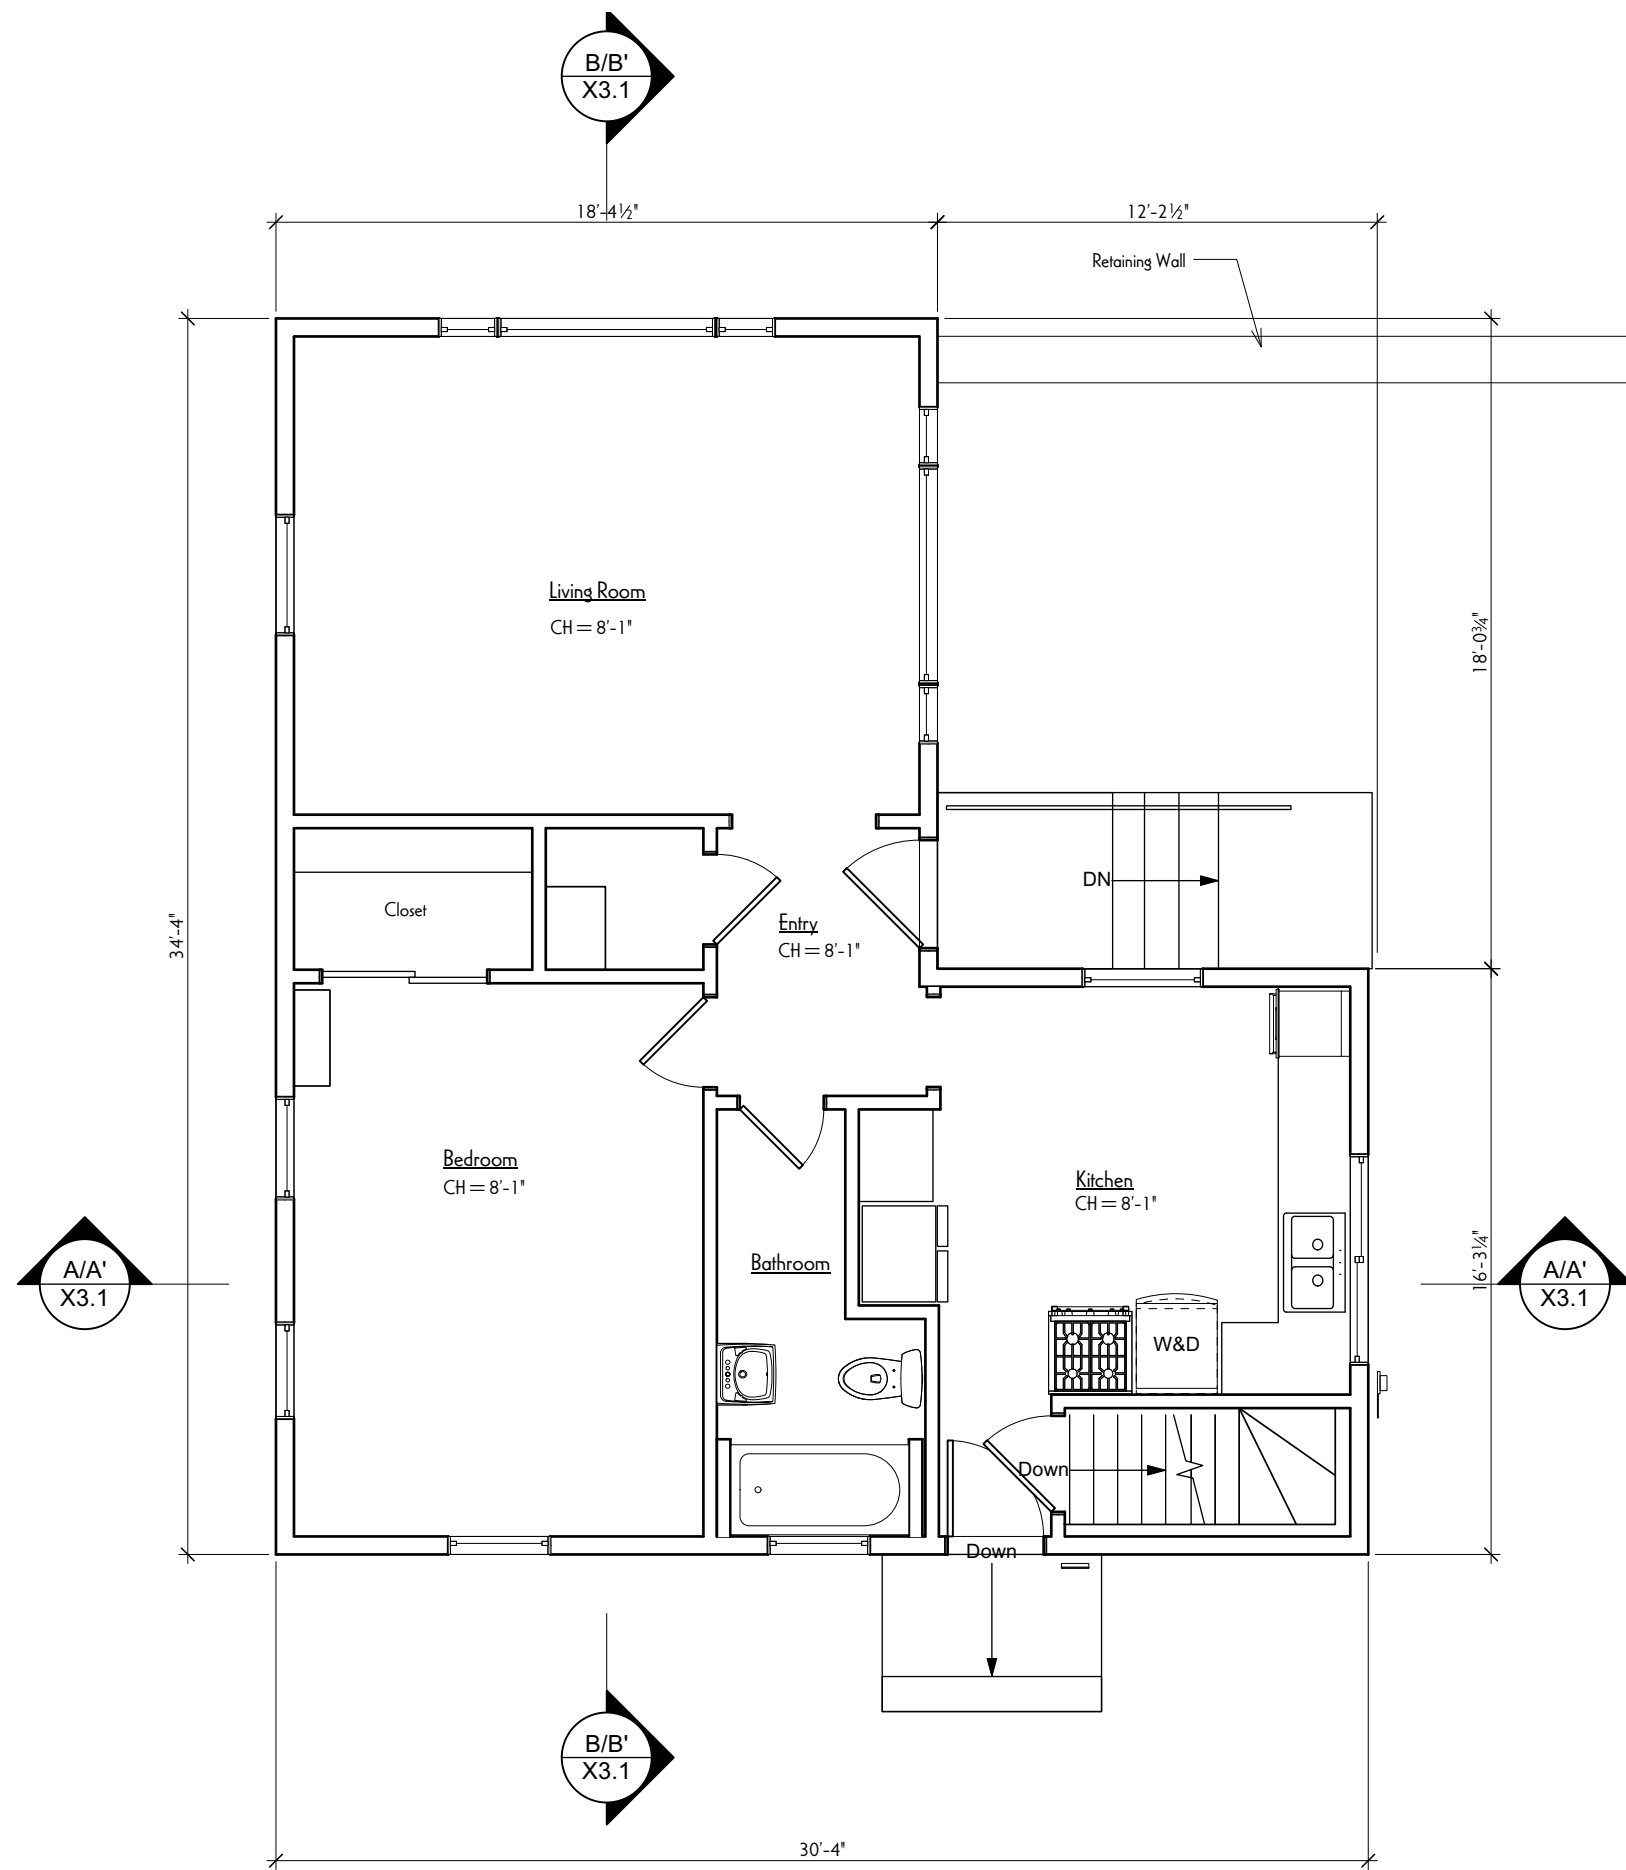 B/B'
X3.1
18'-4½"
12'-2½"
Retaining Wall
Living Room
CH = 8'-1"
18'-0¾"
34'-4"
Closet
Entry
CH = 8'-1"
DN
Bedroom
CH = 8'-1"
Kitchen
CH = 8'-1"
Bathroom
A/A'
X3.1
16'-3¼"
A/A'
X3.1
W&D
Down
Down
B/B'
X3.1
30'-4"